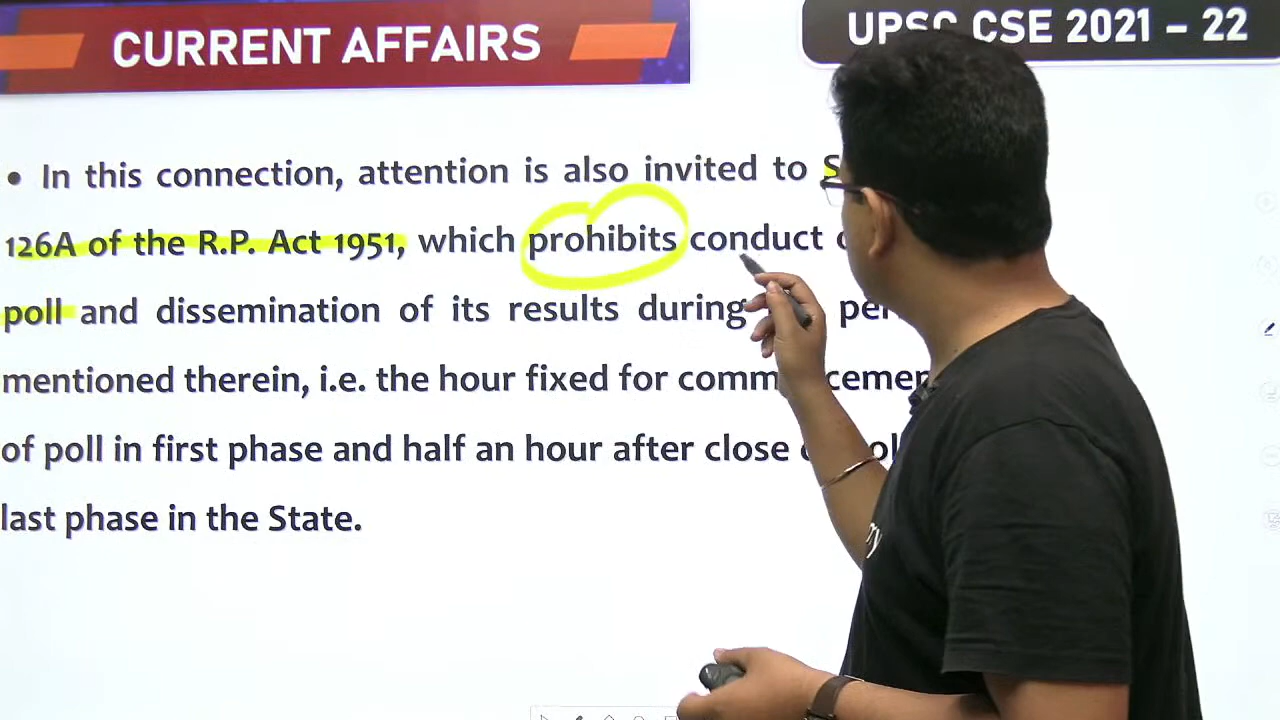 CURRENT AFFAIRS
UPSC CSE 2021 – 22
• In this connection, attention is also invited to
126A of the R.P. Act 1951, which prohibits conduct
poll and dissemination of its results during
mentioned therein, i.e. the hour fixed for
of poll in first phase and half an hour after close
last phase in the State.